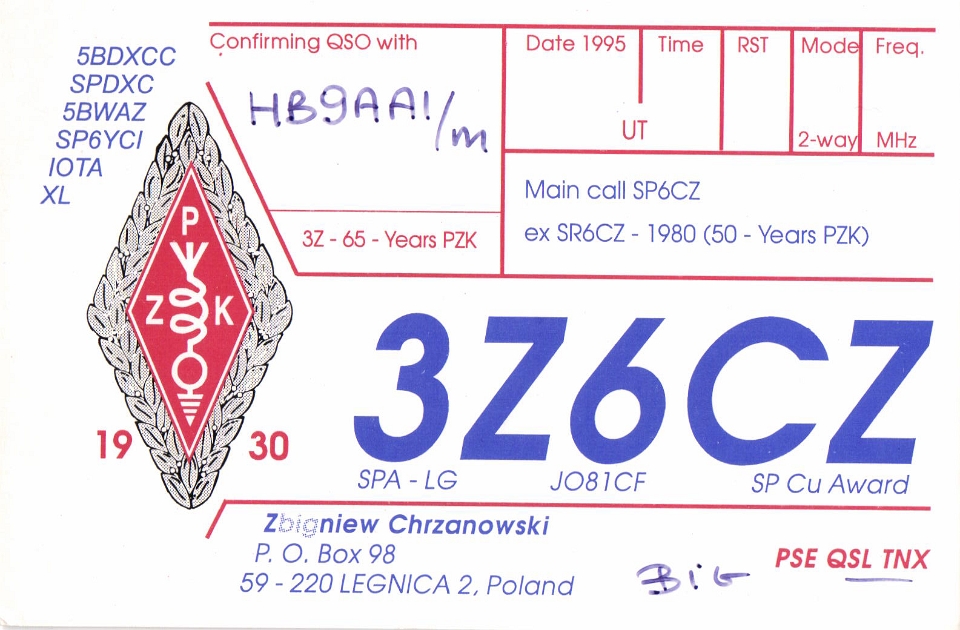 5BDXCC
SPDXC
5BWAZ
SP6YCI
IOTA
XL
Confirming QSO with
HB9AAI/m
3Z - 65 - Years PZK
Date 1995 Time RST Mode Freq.
UT 2-way MHz
Main call SP6CZ
ex SR6CZ - 1980 (50 - Years PZK)
P
Z K
19 30
3Z6CZ
SPA - LG JO81CF SP Cu Award
Zbigniew Chrzanowski
P. O. Box 98
59 - 220 LEGNICA 2, Poland
BiG
PSE QSL TNX